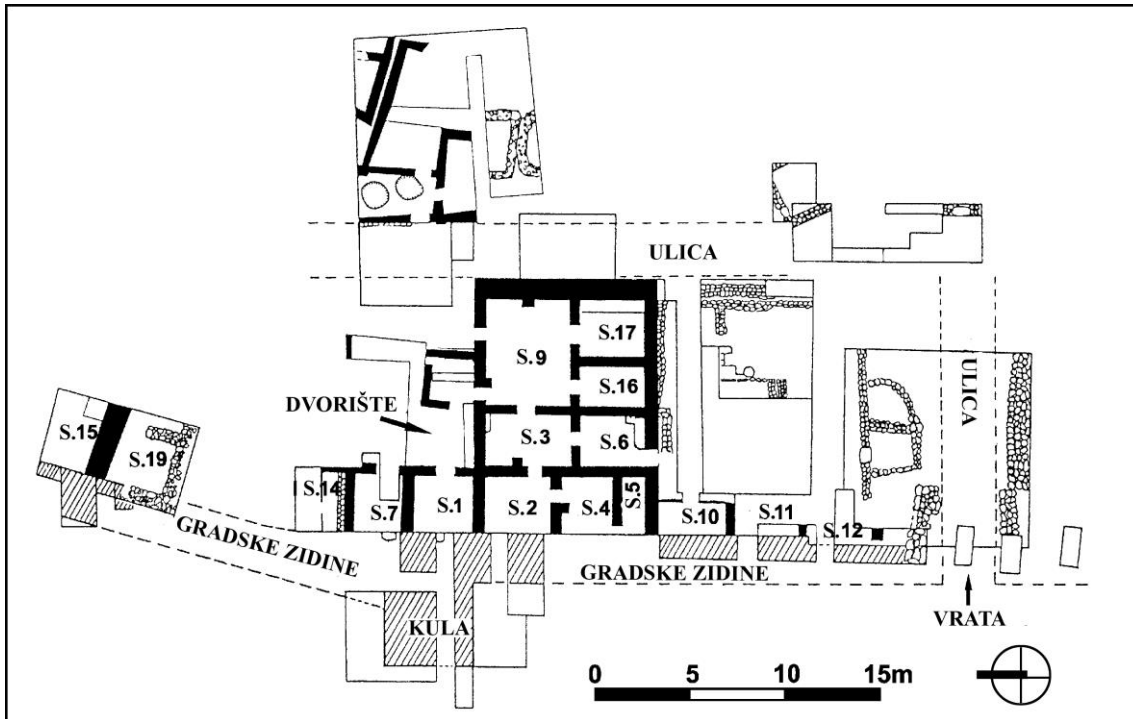 ULICA
S.17
S.9
S.16
DVORIŠTE
S.3
S.6
ULICA
S.15
S.19
S.14
S.7
S.1
S.2
S.4
S.5
S.10
S.11
S.12
GRADSKE ZIDINE
GRADSKE ZIDINE
KULA
VRATA
0 5 10 15m